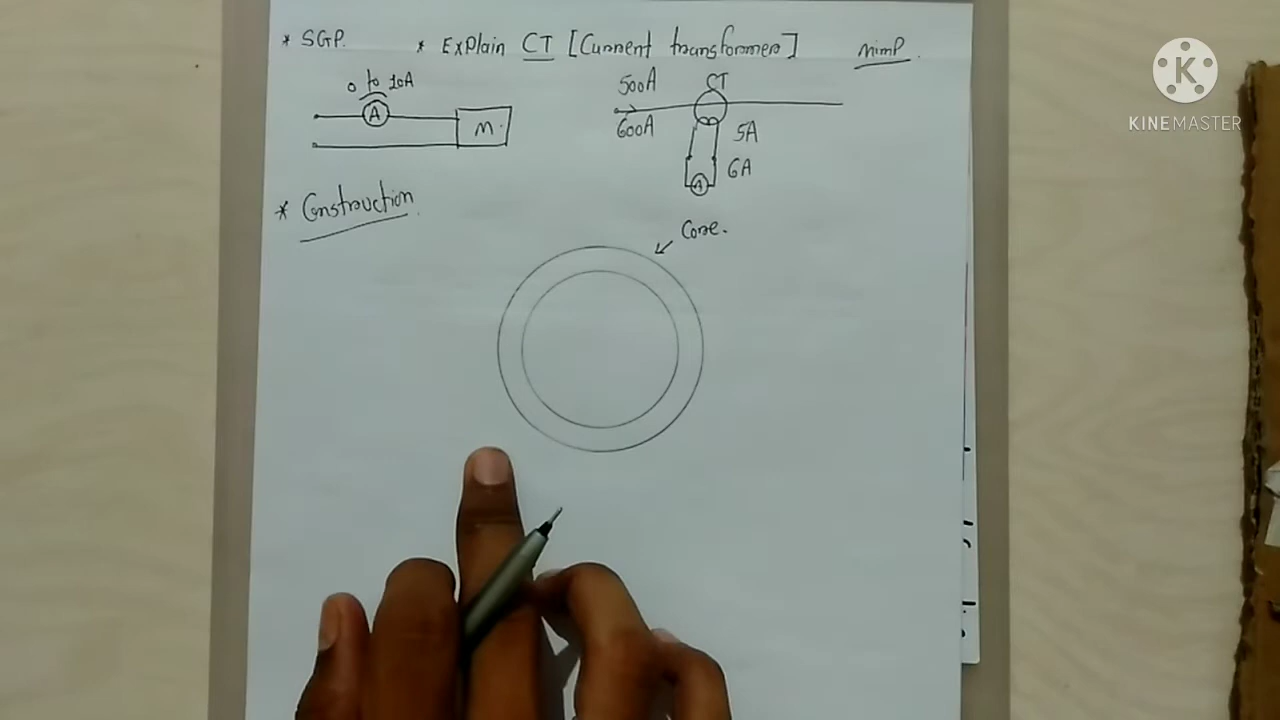 * SGP. * Explain CT [Current transformer] mimP.
0 to 10A
A
M
500A
CT
600A
5A
6A
A
* Construction
Core.
K
KINEMASTER